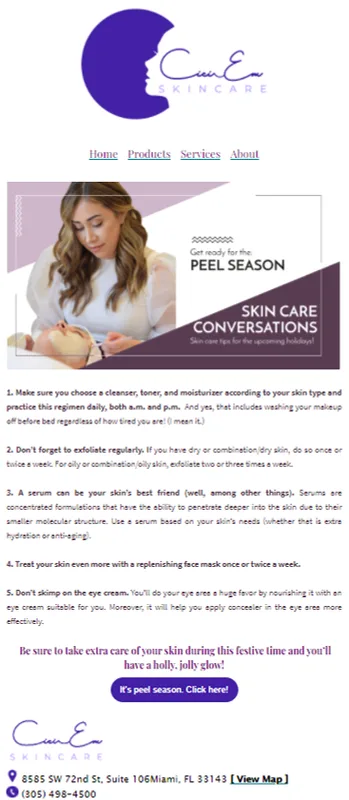 SKINCARE
Home Products Services About
Get ready for the
PEEL SEASON
SKIN CARE
CONVERSATIONS
Skin care tips for the upcoming holidays!
1. Make sure you choose a cleanser, toner, and moisturizer according to your skin type and
practice this regimen daily, both a.m. and p.m. And yes, that includes washing your makeup
off before bed regardless of how tired you are! (I mean it.)
2. Don't forget to exfoliate regularly. If you have dry or combination/dry skin, do so once or
twice a week. For oily or combination/oily skin, exfoliate two or three times a week.
3. A serum can be your skin's best friend (well, among other things). Serums are
concentrated formulations that have the ability to penetrate deeper into the skin due to their
smaller molecular structure. Use a serum based on your skin's needs (whether that is extra
hydration or anti-aging).
4. Treat your skin even more with a replenishing face mask once or twice a week.
5. Don't skimp on the eye cream. You'll do your eye area a huge favor by nourishing it with an
eye cream suitable for you. Moreover, it will help you apply concealer in the eye area more
effectively.
Be sure to take extra care of your skin during this festive time and you'll
have a holly, jolly glow!
It's peel season. Click here!
SKINCARE
8585 SW 72nd St, Suite 106Miami, FL 33143 [ View Map ]
(305) 498-4500